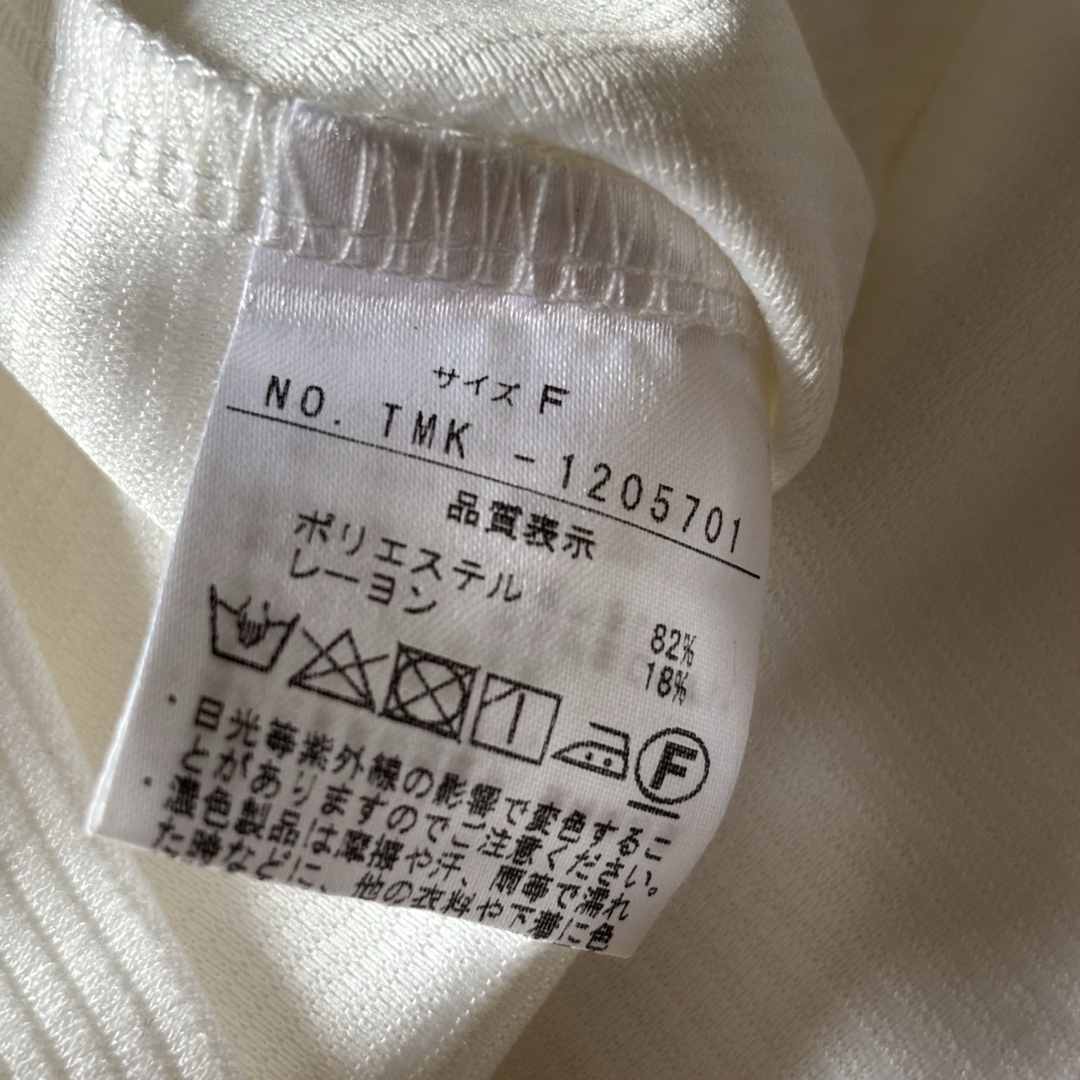 サイズ F
NO. TMK -1205701
品質表示
ポリエステル 82%
レーヨン 18%
F
・日光等紫外線の影響で変色するこ
とがありますのでご注意ください。
・濃色製品は摩擦や汗、雨等で濡れ
た時などに、他の衣料や下着に色